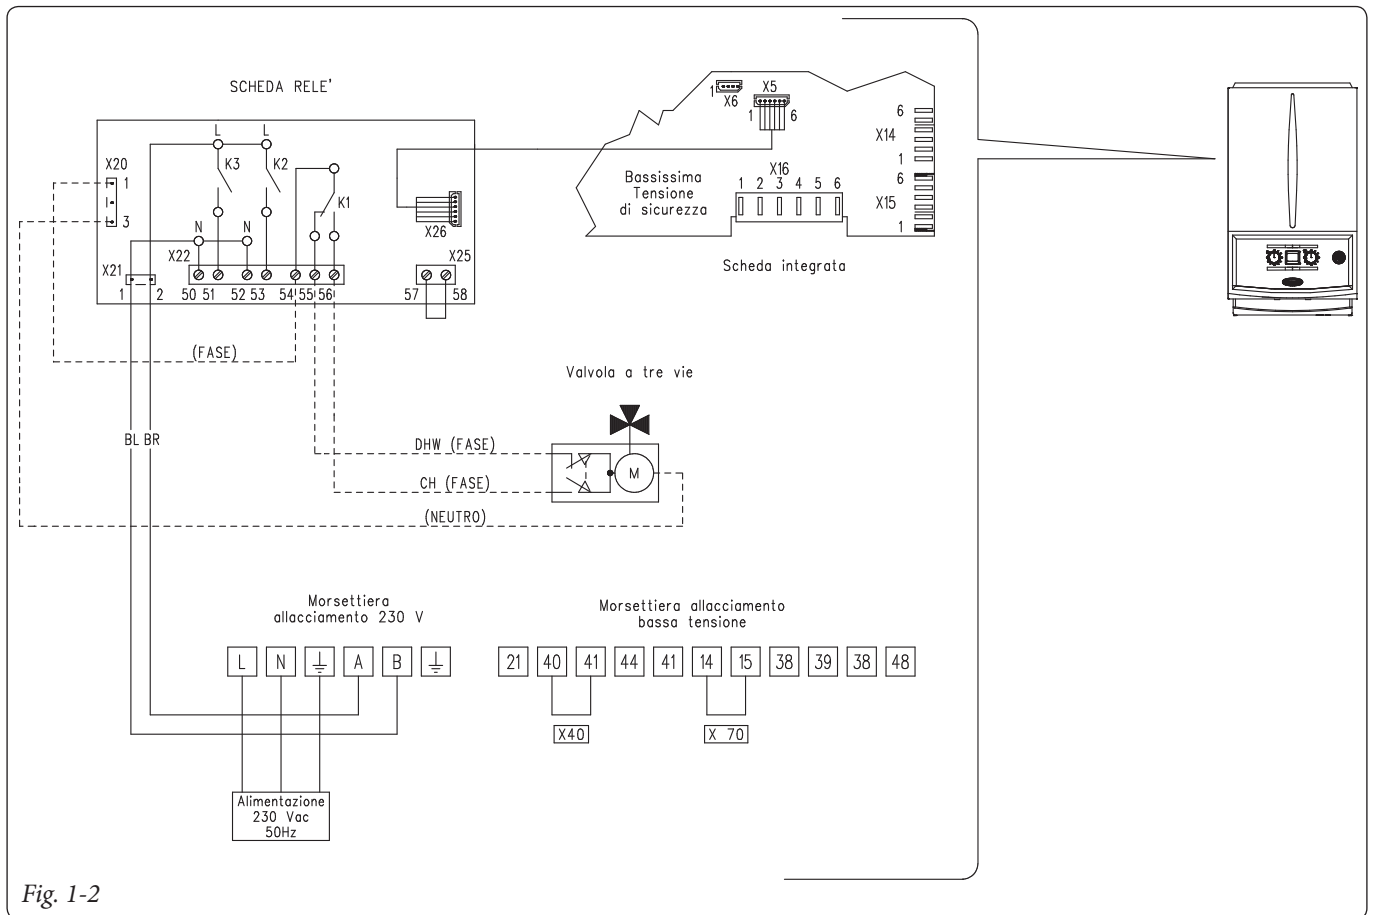 SCHEDA RELE'
X20
1
3
L
L
K3
K2
K1
N
N
X22
X21
1
2
50 51 52 53 54 55 56
X26
X25
57
58
1
X6
X5
1
6
6
X14
1
6
X15
1
X16
1 2 3 4 5 6
Bassissima
Tensione
di sicurezza
Scheda integrata
(FASE)
BL BR
Valvola a tre vie
DHW (FASE)
M
CH (FASE)
(NEUTRO)
Morsettiera
allacciamento 230 V
L N A B
Morsettiera allacciamento
bassa tensione
21 40 41 44 41 14 15 38 39 38 48
X40
X 70
Alimentazione
230 Vac
50Hz
Fig. 1-2